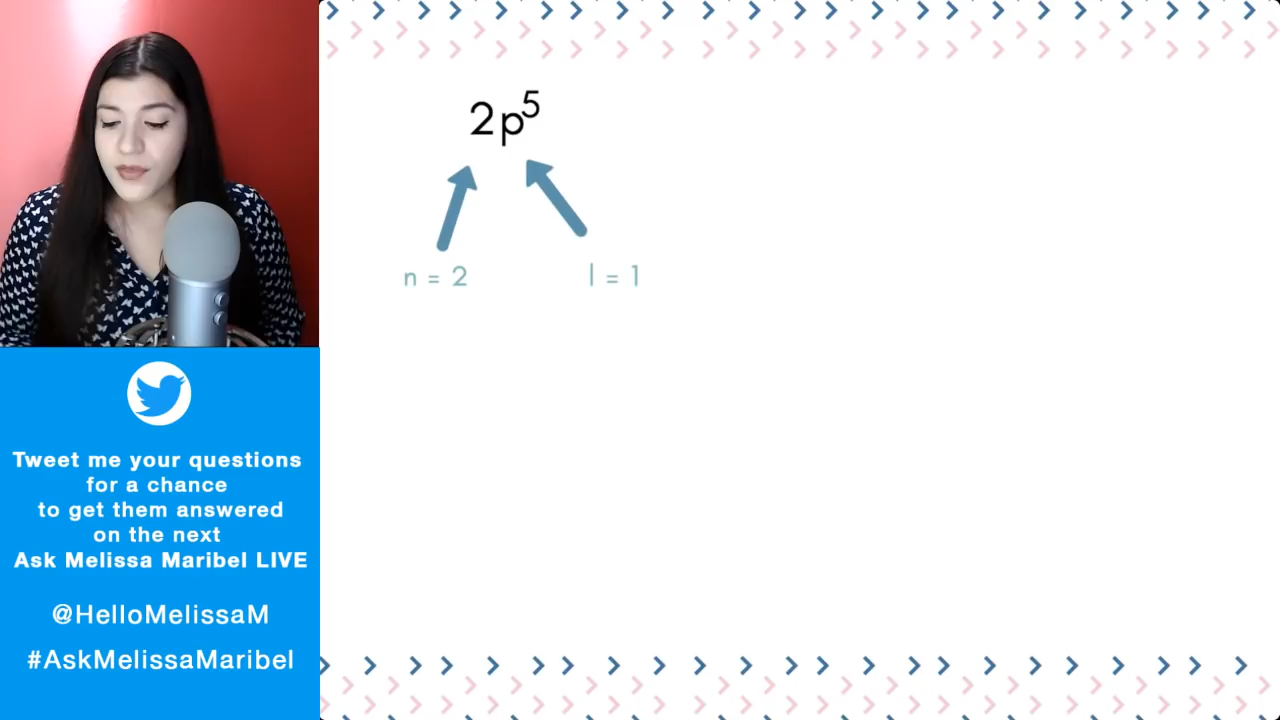 2p⁵
n = 2
l = 1
Tweet me your questions
for a chance
to get them answered
on the next
Ask Melissa Maribel LIVE
@HelloMelissaM
#AskMelissaMaribel